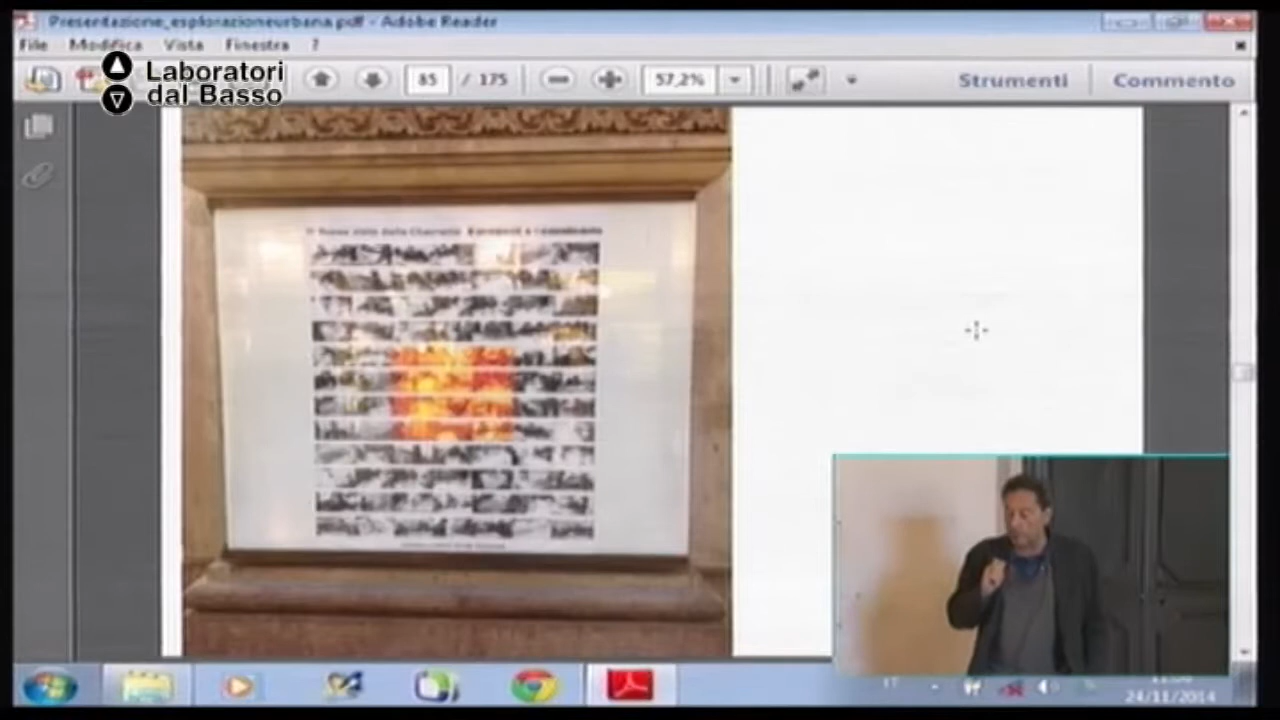 Presentazione_esplorazioneurbana.pdf - Adobe Reader
File Modifica Vista Finestra ?
Laboratori
dal Basso
85 / 175
57,2%
Strumenti
Commento
IT
24/11/2014